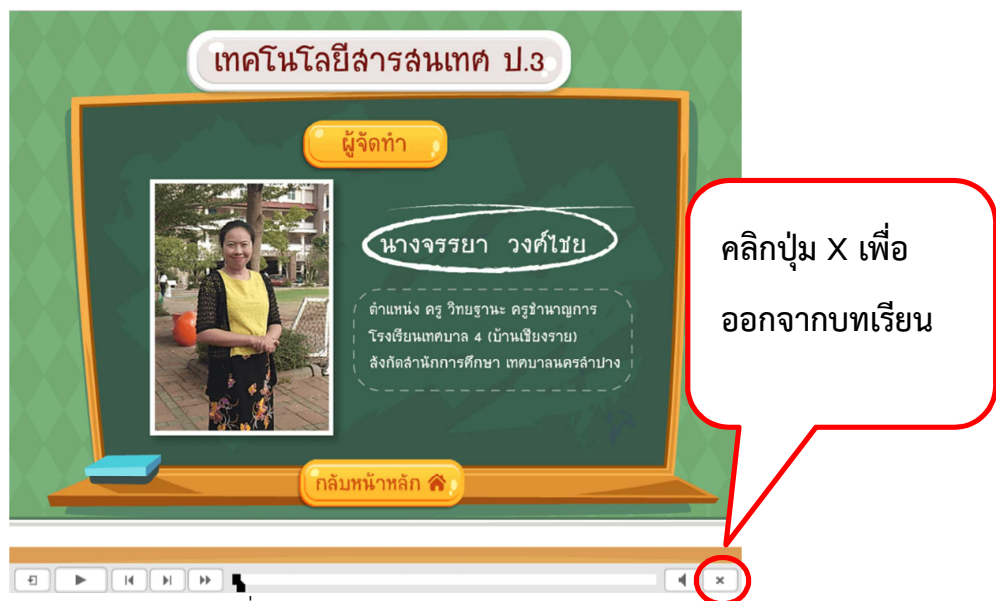 เทคโนโลยีสารสนเทศ ป.3
ผู้จัดทำ
นางจรรยา วงศ์ไชย
ตำแหน่ง ครู วิทยฐานะ ครูชำนาญการ
โรงเรียนเทศบาล 4 (บ้านเชียงราย)
สังกัดสำนักการศึกษา เทศบาลนครลำปาง
กลับหน้าหลัก
คลิกปุ่ม X เพื่อ
ออกจากบทเรียน